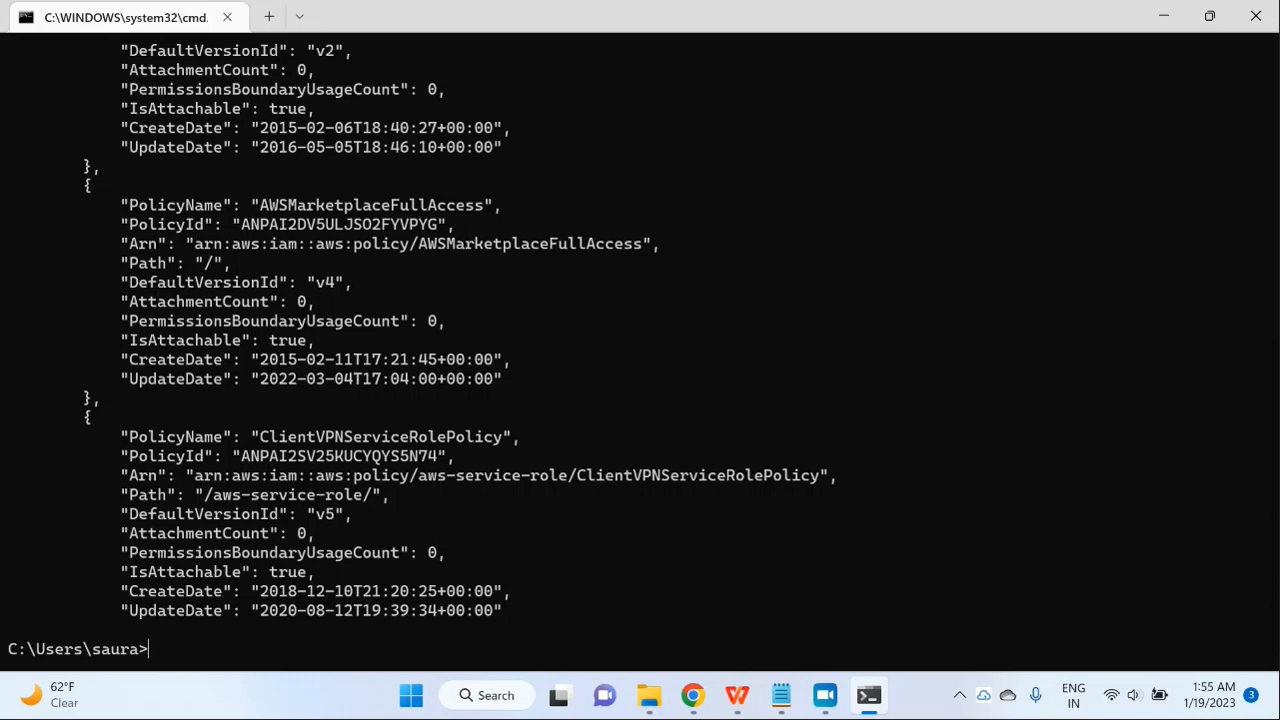 C:\WINDOWS\system32\cmd.
"DefaultVersionId": "v2",
"AttachmentCount": 0,
"PermissionsBoundaryUsageCount": 0,
"IsAttachable": true,
"CreateDate": "2015-02-06T18:40:27+00:00",
"UpdateDate": "2016-05-05T18:46:10+00:00"
},
{
"PolicyName": "AWSMarketplaceFullAccess",
"PolicyId": "ANPAI2DV5ULJSO2FYVPYG",
"Arn": "arn:aws:iam::aws:policy/AWSMarketplaceFullAccess",
"Path": "/",
"DefaultVersionId": "v4",
"AttachmentCount": 0,
"PermissionsBoundaryUsageCount": 0,
"IsAttachable": true,
"CreateDate": "2015-02-11T17:21:45+00:00",
"UpdateDate": "2022-03-04T17:04:00+00:00"
},
{
"PolicyName": "ClientVPNServiceRolePolicy",
"PolicyId": "ANPAI2SV25KUCYQYS5N74",
"Arn": "arn:aws:iam::aws:policy/aws-service-role/ClientVPNServiceRolePolicy",
"Path": "/aws-service-role/",
"DefaultVersionId": "v5",
"AttachmentCount": 0,
"PermissionsBoundaryUsageCount": 0,
"IsAttachable": true,
"CreateDate": "2018-12-10T21:20:25+00:00",
"UpdateDate": "2020-08-12T19:39:34+00:00"
C:\Users\saura>
62°F
Clear
Search
ENG
IN
1:55 AM
1/19/2023
3